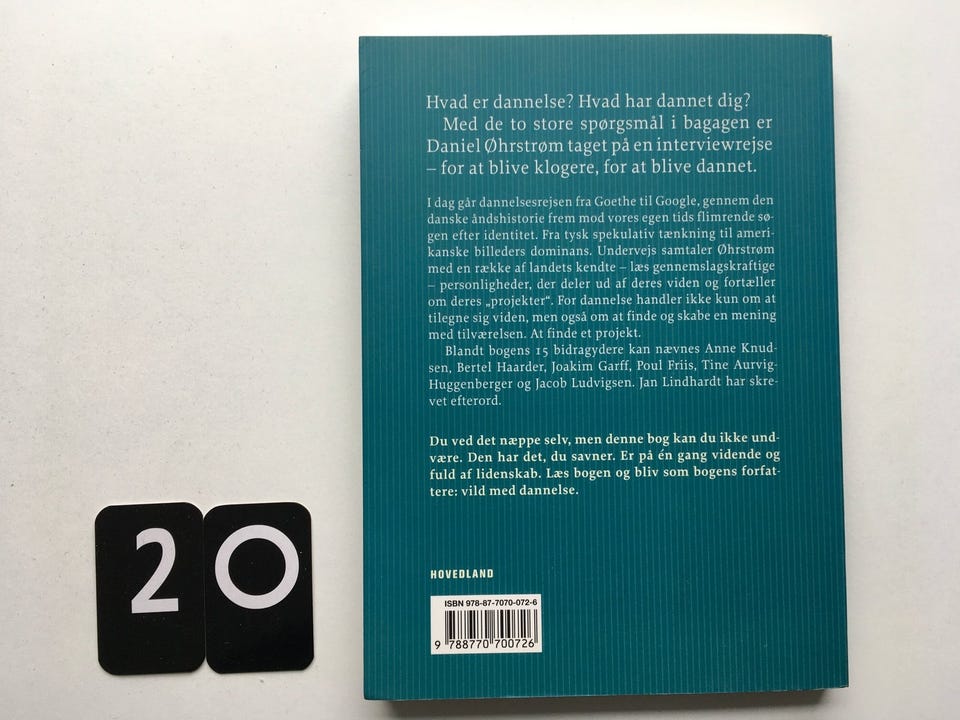 Hvad er dannelse? Hvad har dannet dig?
Med de to store spørgsmål i bagagen er
Daniel Øhrstrøm taget på en interviewrejse
– for at blive klogere, for at blive dannet.
I dag går dannelsesrejsen fra Goethe til Google, gennem den
danske åndshistorie frem mod vores egen tids flimrende sø-
gen efter identitet. Fra tysk spekulativ tænkning til ameri-
kanske billeders dominans. Undervejs samtaler Øhrstrøm
med en række af landets kendte – læs gennemslagskraftige
– personligheder, der deler ud af deres viden og fortæller
om deres „projekter“. For dannelse handler ikke kun om at
tilegne sig viden, men også om at finde og skabe en mening
med tilværelsen. At finde et projekt.
Blandt bogens 15 bidragydere kan nævnes Anne Knud-
sen, Bertel Haarder, Joakim Garff, Poul Friis, Tine Aurvig-
Huggenberger og Jacob Ludvigsen. Jan Lindhardt har skre-
vet efterord.
Du ved det næppe selv, men denne bog kan du ikke und-
være. Den har det, du savner. Er på én gang vidende og
fuld af lidenskab. Læs bogen og bliv som bogens forfat-
tere: vild med dannelse.
HOVEDLAND
ISBN 978-87-7070-072-6
9 788770 700726
20